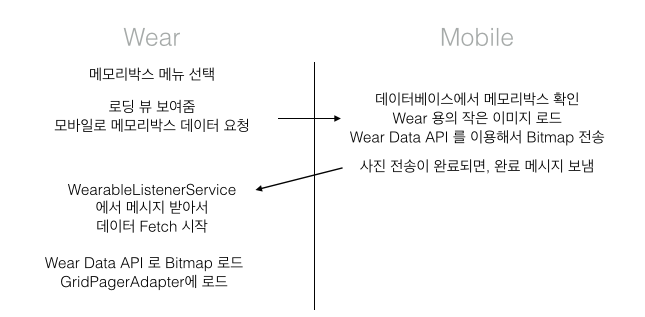 Wear
Mobile
메모리박스 메뉴 선택
로딩 뷰 보여줌
모바일로 메모리박스 데이터 요청
데이터베이스에서 메모리박스 확인
Wear 용의 작은 이미지 로드
Wear Data API 를 이용해서 Bitmap 전송
사진 전송이 완료되면, 완료 메시지 보냄
WearableListenerService
에서 메시지 받아서
데이터 Fetch 시작
Wear Data API 로 Bitmap 로드
GridPagerAdapter에 로드